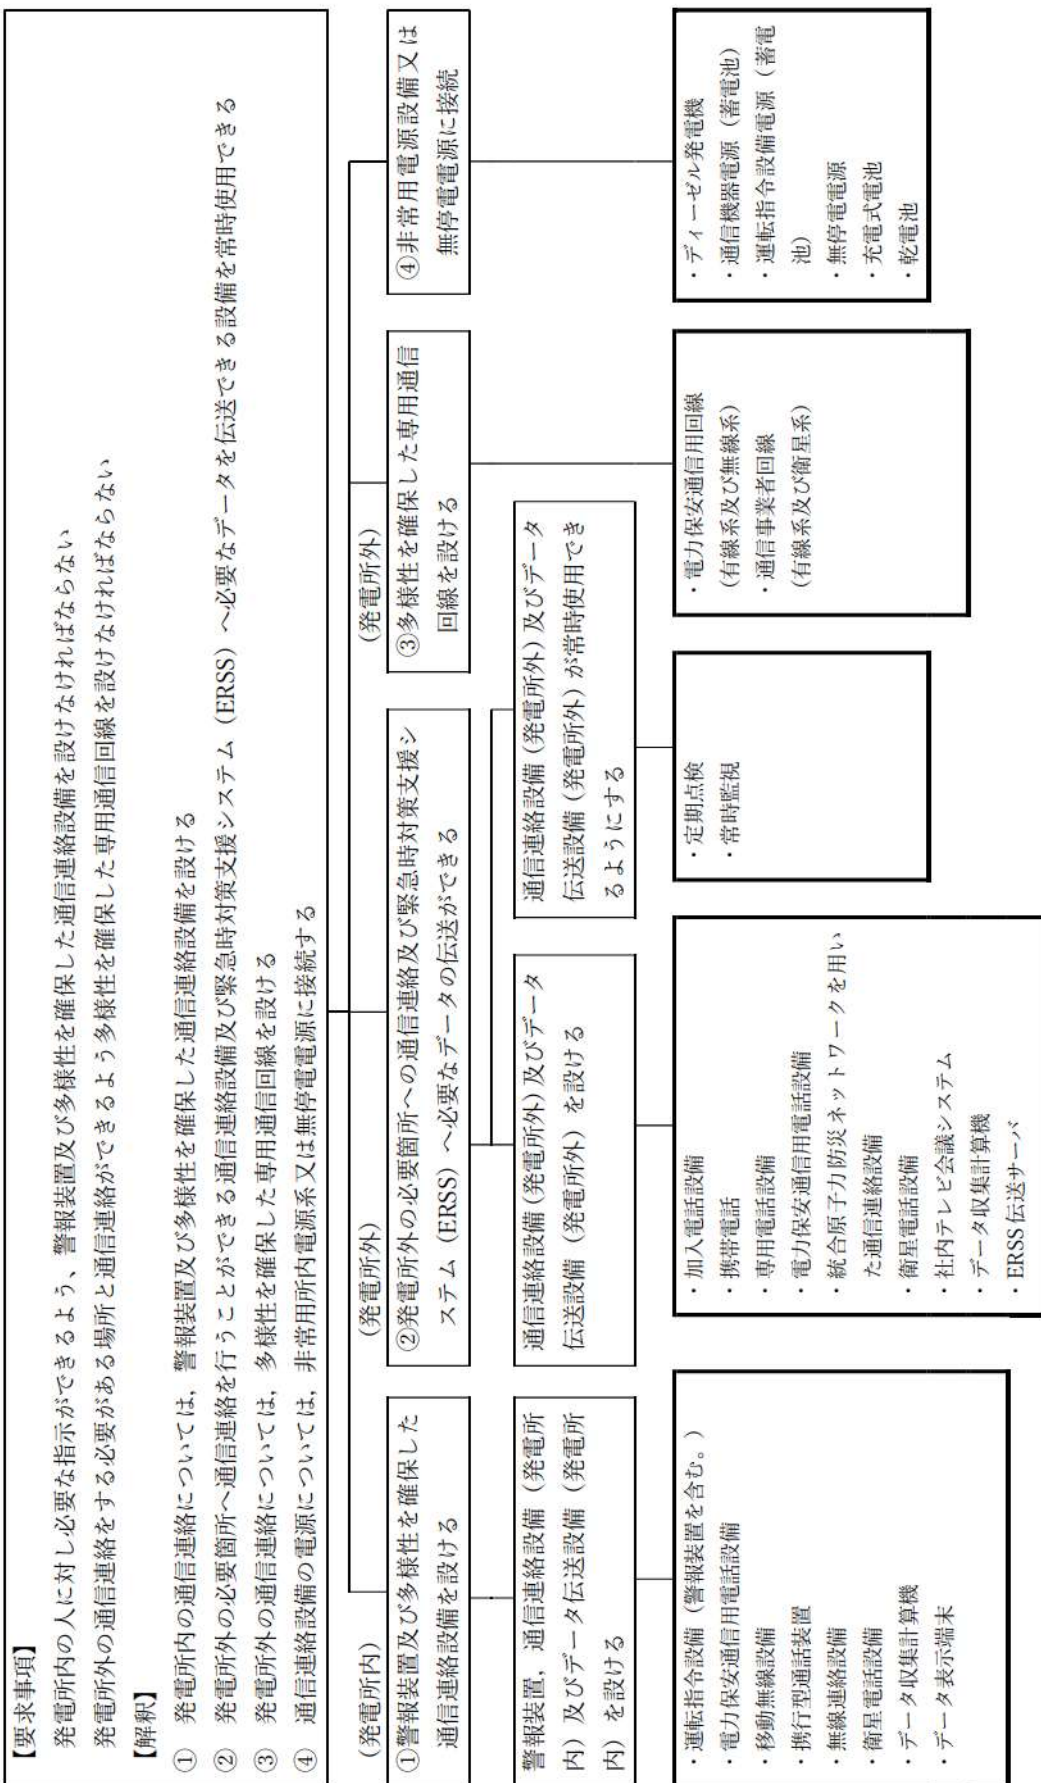 【要求事項】
発電所内の人に対し必要な指示ができるよう、警報装置及び多様性を確保した通信連絡設備を設けなければならない
発電所外の通信連絡をする必要がある場所と通信連絡ができるよう多様性を確保した専用通信回線を設けなければならない
【解釈】
① 発電所内の通信連絡については，警報装置及び多様性を確保した通信連絡設備を設ける
② 発電所外の必要箇所へ通信連絡を行うことができる通信連絡設備及び緊急時対策支援システム（ERSS）へ必要なデータを伝送できる設備を常時使用できる
③ 発電所外の通信連絡については，多様性を確保した専用通信回線を設ける
④ 通信連絡設備の電源については，非常用所内電源系又は無停電電源に接続する
(発電所内)
①警報装置及び多様性を確保した
通信連絡設備を設ける
警報装置，通信連絡設備（発電所
内）及びデータ伝送設備（発電所
内）を設ける
・運転指令設備（警報装置を含む。）
・電力保安通信用電話設備
・移動無線設備
・携行型通話装置
・無線連絡設備
・衛星電話設備
・データ収集計算機
・データ表示端末
(発電所外)
②発電所外の必要箇所への通信連絡及び緊急時対策支援シ
ステム（ERSS）へ必要なデータの伝送ができる
通信連絡設備（発電所外）及びデータ
伝送設備（発電所外）を設ける
・加入電話設備
・携帯電話
・専用電話設備
・電力保安通信用電話設備
・統合原子力防災ネットワークを用い
た通信連絡設備
・衛星電話設備
・社内テレビ会議システム
・データ収集計算機
・ERSS伝送サーバ
通信連絡設備（発電所外）及びデータ
伝送設備（発電所外）が常時使用でき
るようにする
・定期点検
・常時監視
(発電所外)
③多様性を確保した専用通信
回線を設ける
・電力保安通信用回線
(有線系及び無線系)
・通信事業者回線
(有線系及び衛星系)
④非常用電源設備又は
無停電電源に接続
・ディーゼル発電機
・通信機器電源（蓄電池）
・運転指令設備電源（蓄電
池）
・無停電電源
・充電式電池
・乾電池